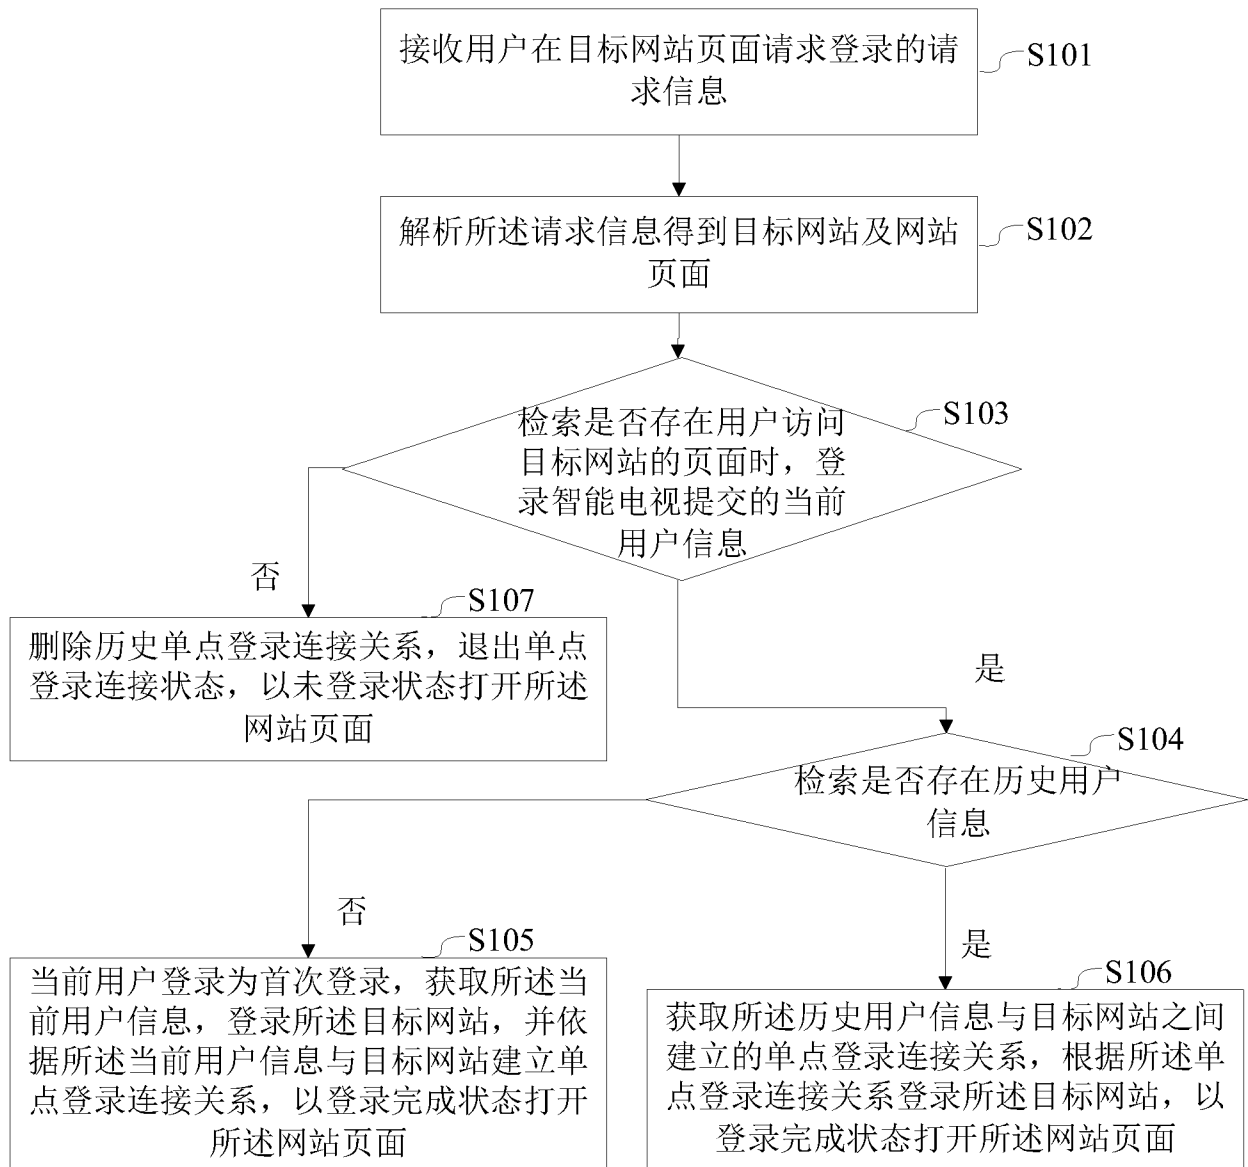 接收用户在目标网站页面请求登录的请
求信息
S101
解析所述请求信息得到目标网站及网站
页面
S102
检索是否存在用户访问
目标网站的页面时，登
录智能电视提交的当前
用户信息
S103
否
S107
删除历史单点登录连接关系，退出单点
登录连接状态，以未登录状态打开所述
网站页面
是
S104
检索是否存在历史用户
信息
否
S105
当前用户登录为首次登录，获取所述当
前用户信息，登录所述目标网站，并依
据所述当前用户信息与目标网站建立单
点登录连接关系，以登录完成状态打开
所述网站页面
是
S106
获取所述历史用户信息与目标网站之间
建立的单点登录连接关系，根据所述单
点登录连接关系登录所述目标网站，以
登录完成状态打开所述网站页面